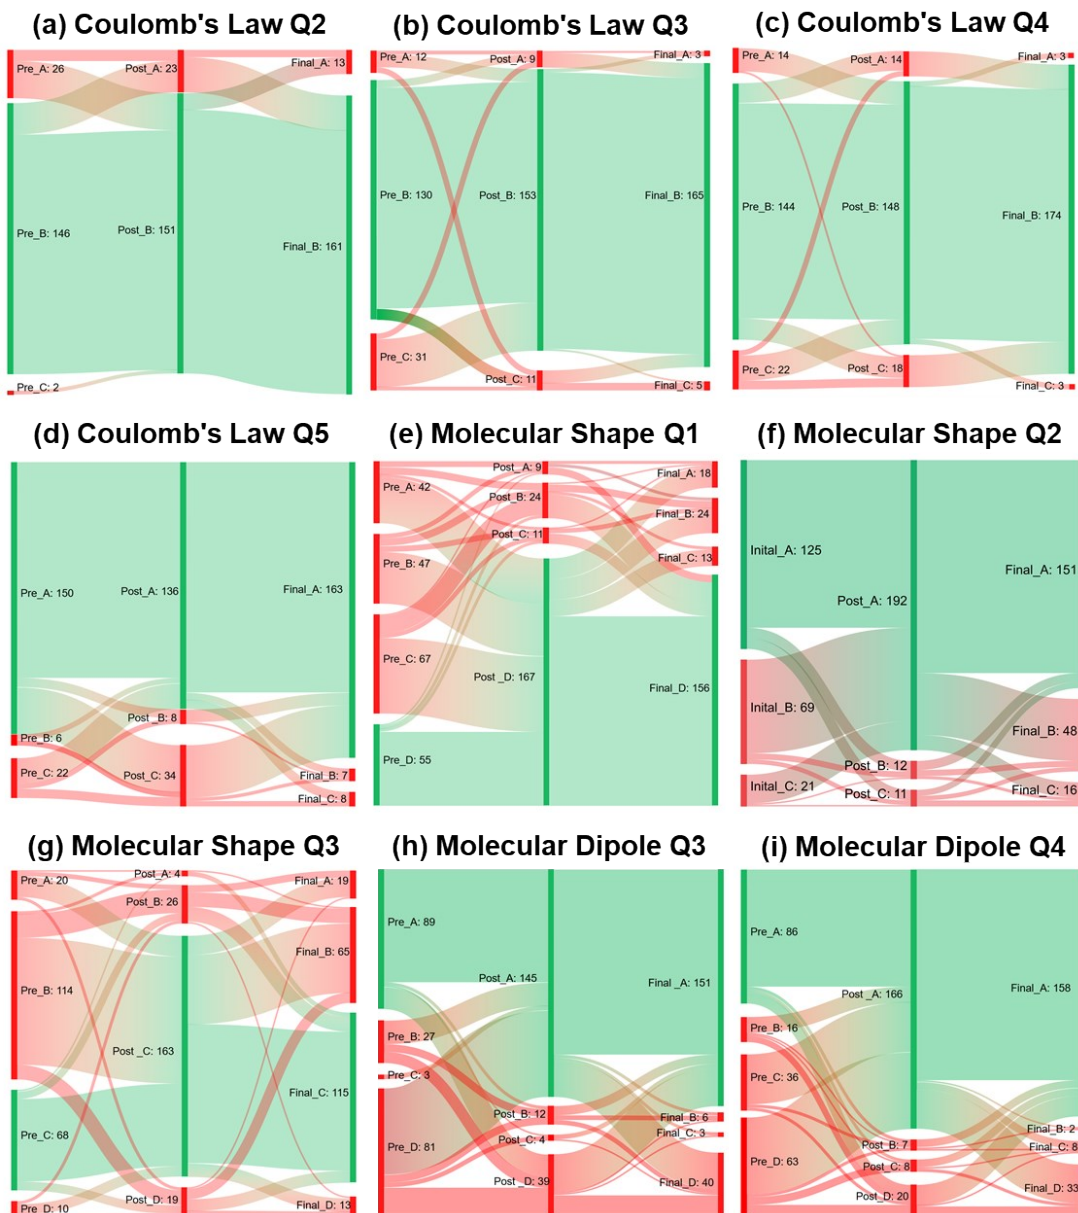 (a) Coulomb's Law Q2
Pre_A: 26
Post_A: 23
Final_A: 13
Pre_B: 146
Post_B: 151
Final_B: 161
Pre_C: 2
(b) Coulomb's Law Q3
Pre_A: 12
Post_A: 9
Final_A: 3
Pre_B: 130
Post_B: 153
Final_B: 165
Pre_C: 31
Post_C: 11
Final_C: 5
(c) Coulomb's Law Q4
Pre_A: 14
Post_A: 14
Final_A: 3
Pre_B: 144
Post_B: 148
Final_B: 174
Pre_C: 22
Post _C: 18
Final_C: 3
(d) Coulomb's Law Q5
Pre_A: 150
Post_A: 136
Final_A: 163
Pre_B: 6
Post _B: 8
Final_B: 7
Pre_C: 22
Post_C: 34
Final_C: 8
(e) Molecular Shape Q1
Pre_A: 42
Post_A: 9
Final_A: 18
Pre_B: 47
Post_B: 24
Final_B: 24
Pre_C: 67
Post_C: 11
Final_C: 13
Pre_D: 55
Post _D: 167
Final_D: 156
(f) Molecular Shape Q2
Inital_A: 125
Post_A: 192
Final_A: 151
Inital_B: 69
Post_B: 12
Final_B: 48
Inital_C: 21
Post_C: 11
Final_C: 16
(g) Molecular Shape Q3
Pre_A: 20
Post_A: 4
Final_A: 19
Pre_B: 114
Post_B: 26
Final_B: 65
Pre_C: 68
Post _C: 163
Final_C: 115
Pre_D: 10
Post_D: 19
Final_D: 13
(h) Molecular Dipole Q3
Pre_A: 89
Post_A: 145
Final _A: 151
Pre_B: 27
Post_B: 12
Final_B: 6
Pre_C: 3
Post_C: 4
Final_C: 3
Pre_D: 81
Post _D: 39
Final_D: 40
(i) Molecular Dipole Q4
Pre_A: 86
Post _A: 166
Final_A: 158
Pre_B: 16
Post_B: 7
Final_B: 2
Pre_C: 36
Post_C: 8
Final_C: 8
Pre_D: 63
Post_D: 20
Final_D: 33